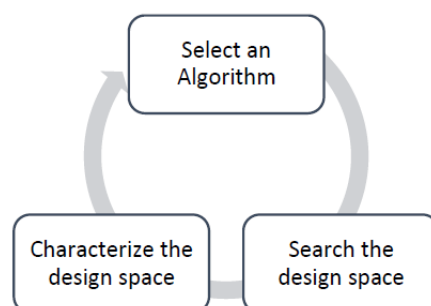 Select an
Algorithm
Characterize the
design space
Search the
design space